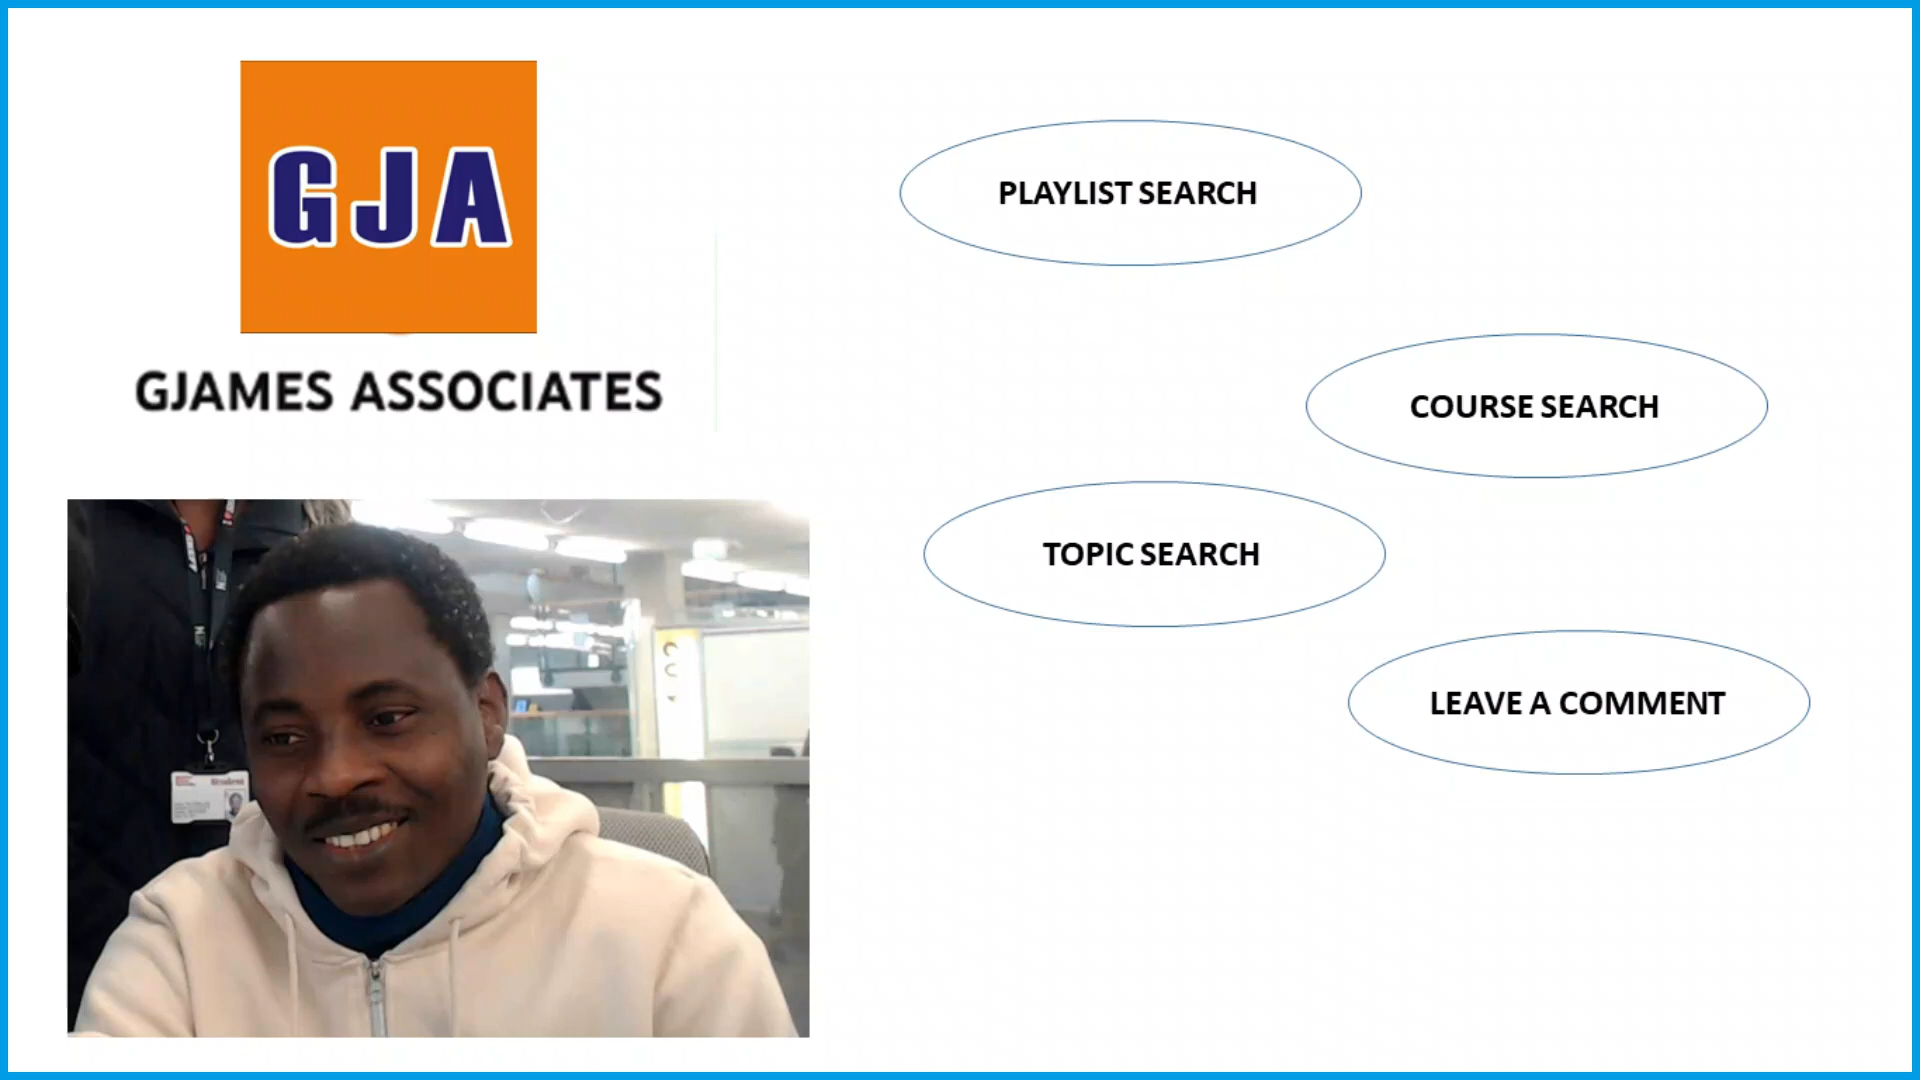 GJA
GJAMES ASSOCIATES
PLAYLIST SEARCH
COURSE SEARCH
TOPIC SEARCH
LEAVE A COMMENT